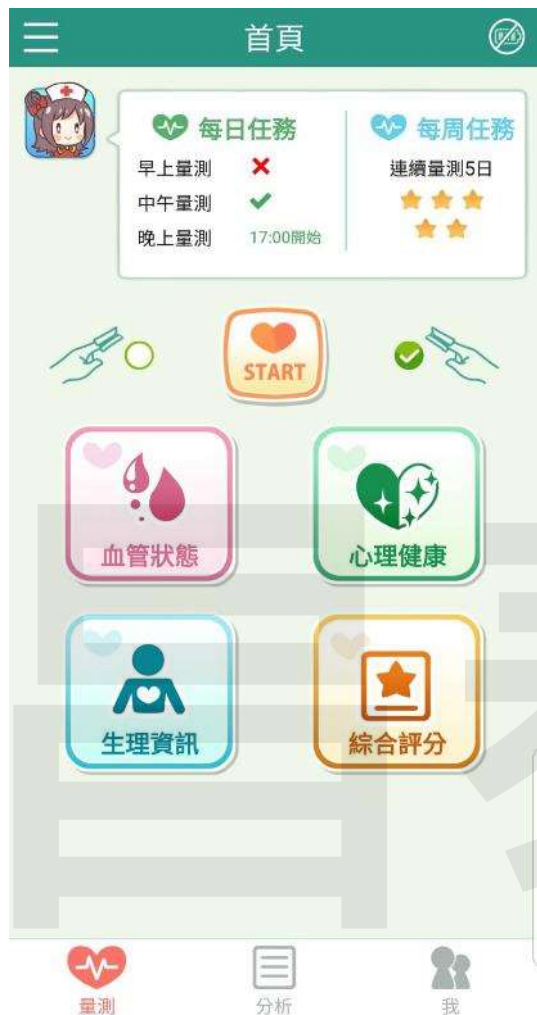 首頁
每日任務
早上量測
中午量測
晚上量測 17:00開始
每周任務
連續量測5日
START
血管狀態
心理健康
生理資訊
綜合評分
量測
分析
我